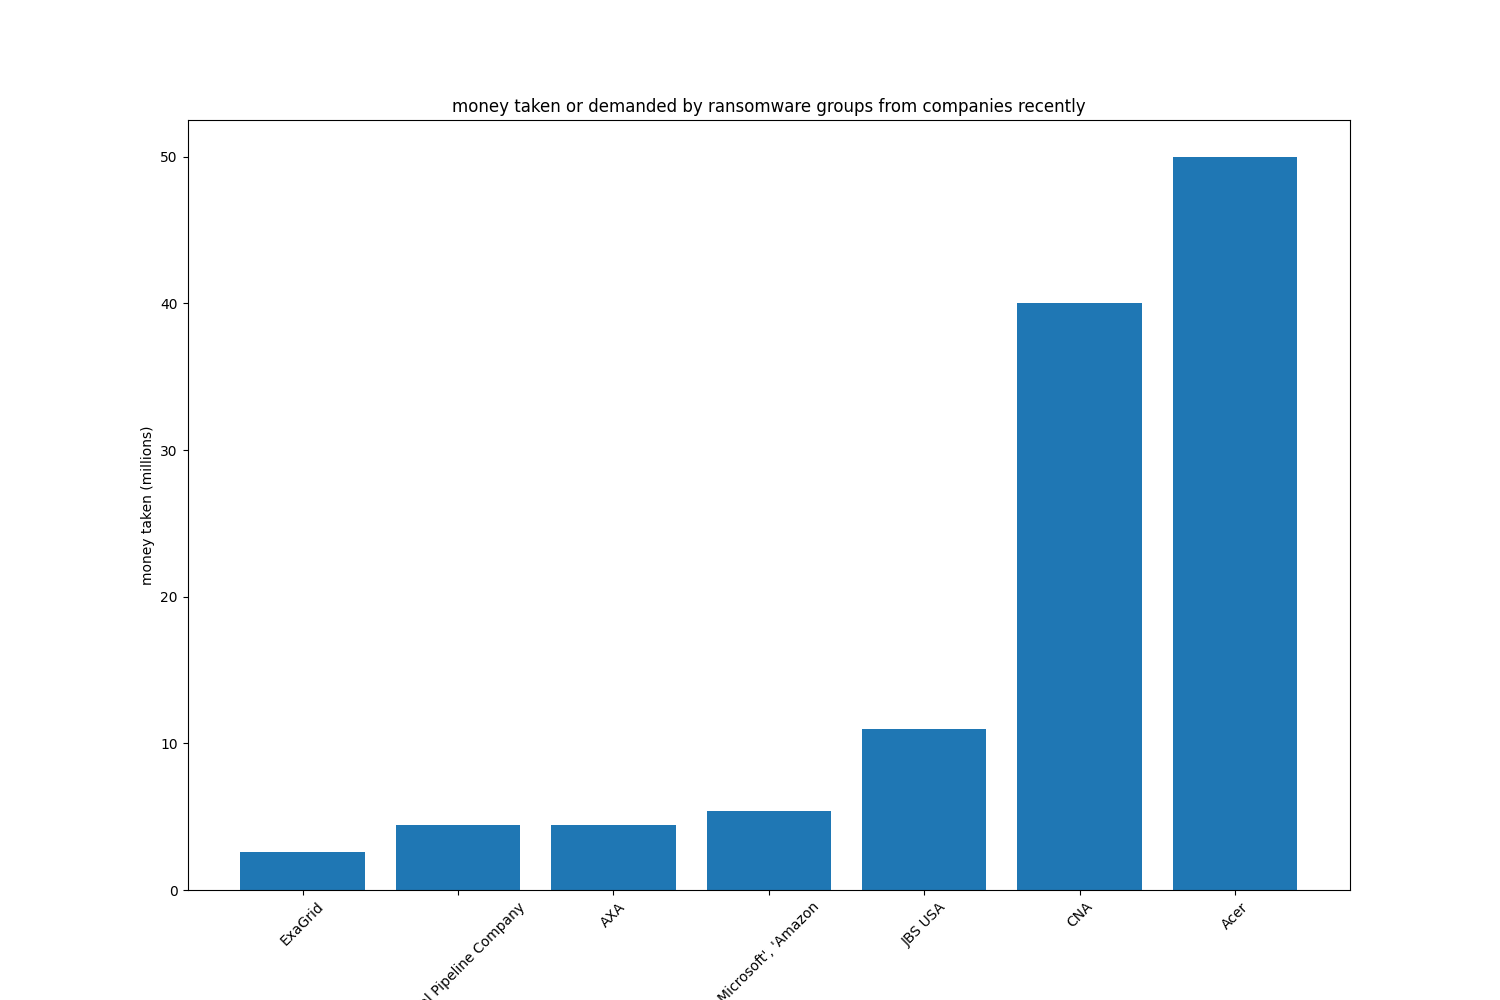 money taken or demanded by ransomware groups from companies recently
money taken (millions)
50
40
30
20
10
0
ExaGrid
Pipeline Company
AXA
Microsoft', 'Amazon
JBS USA
CNA
Acer